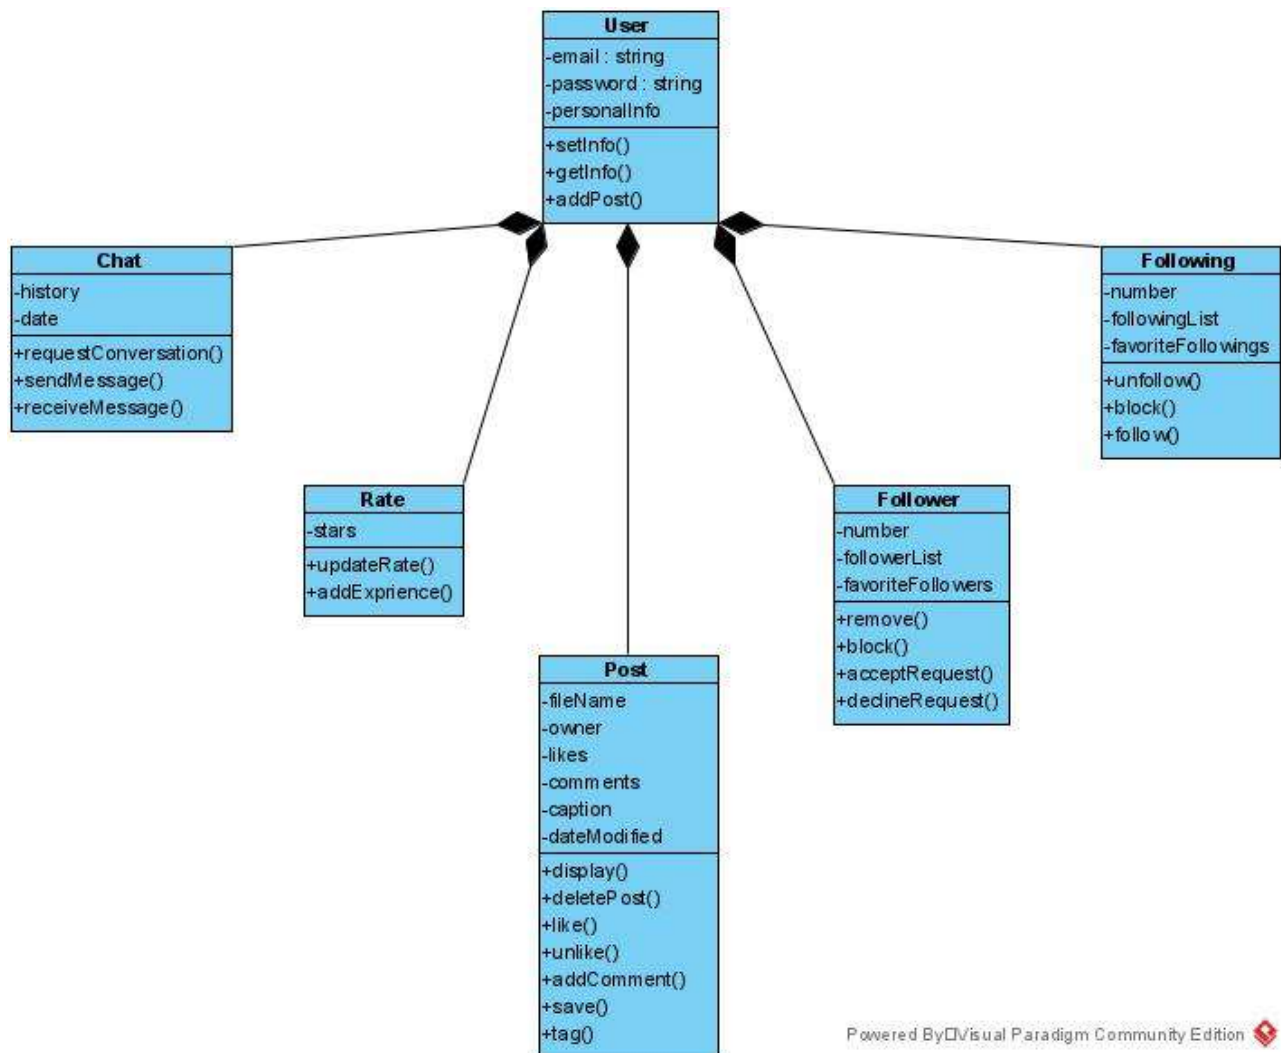 User
-email : string
-password : string
-personalInfo
+setInfo()
+getInfo()
+addPost()
Chat
-history
-date
+requestConversation()
+sendMessage()
+receiveMessage()
Following
-number
-followingList
-favoriteFollowings
+unfollow()
+block()
+follow()
Rate
-stars
+updateRate()
+addExprience()
Follower
-number
-followerList
-favoriteFollowers
+remove()
+block()
+acceptRequest()
+declineRequest()
Post
-fileName
-owner
-likes
-comments
-caption
-dateModified
+display()
+deletePost()
+like()
+unlike()
+addComment()
+save()
+tag()
Powered By□Visual Paradigm Community Edition